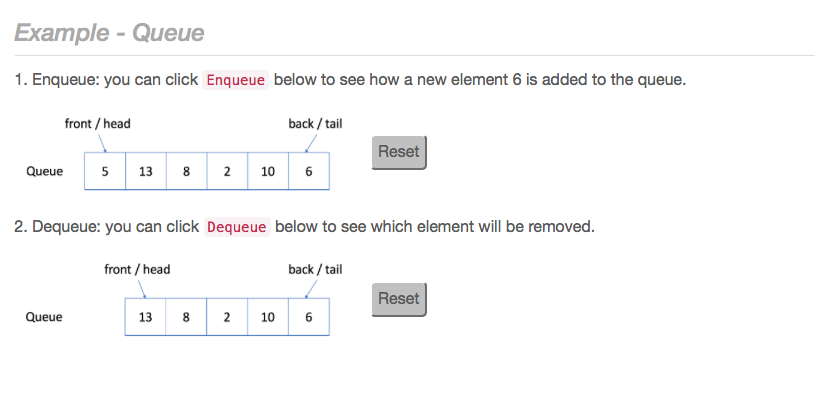 Example - Queue
1. Enqueue: you can click Enqueue below to see how a new element 6 is added to the queue.
front / head back / tail
Reset
Queue 5 13 8 2 10 6
2. Dequeue: you can click Dequeue below to see which element will be removed.
front / head back / tail
Reset
Queue 13 8 2 10 6